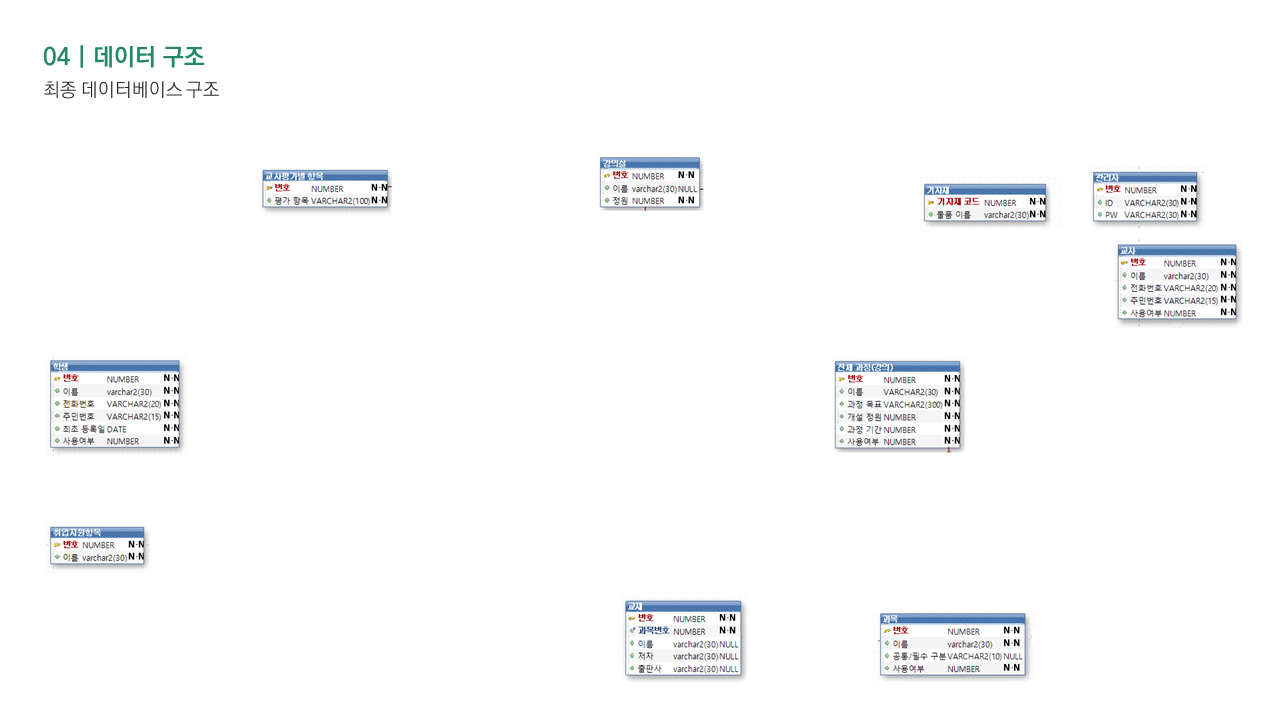 04 | 데이터 구조
최종 데이터베이스 구조
교사평가별 항목
번호 NUMBER N-N
평가 항목 VARCHAR2(100) N-N
강의실
번호 NUMBER N-N
이름 varchar2(30) NULL
정원 NUMBER N-N
기자재
기자재 코드 NUMBER N-N
물품 이름 varchar2(30) N-N
관리자
번호 NUMBER N-N
ID VARCHAR2(30) N-N
PW VARCHAR2(30) N-N
교사
번호 NUMBER N-N
이름 varchar2(30) N-N
전화번호 VARCHAR2(20) N-N
주민번호 VARCHAR2(15) N-N
사용여부 NUMBER N-N
학생
번호 NUMBER N-N
이름 varchar2(30) N-N
전화번호 VARCHAR2(20) N-N
주민번호 VARCHAR2(15) N-N
최초 등록일 DATE N-N
사용여부 NUMBER N-N
전체 과정(강의)
번호 NUMBER N-N
이름 VARCHAR2(30) N-N
과정 목표 VARCHAR2(300) N-N
개설 정원 NUMBER N-N
과정 기간 NUMBER N-N
사용여부 NUMBER N-N
취업지원항목
번호 NUMBER N-N
이름 varchar2(30) N-N
교재
번호 NUMBER N-N
과목번호 NUMBER N-N
이름 varchar2(30) NULL
저자 varchar2(30) NULL
출판사 varchar2(30) NULL
과목
번호 NUMBER N-N
이름 varchar2(30) N-N
공통/필수 구분 VARCHAR2(10) NULL
사용여부 NUMBER N-N